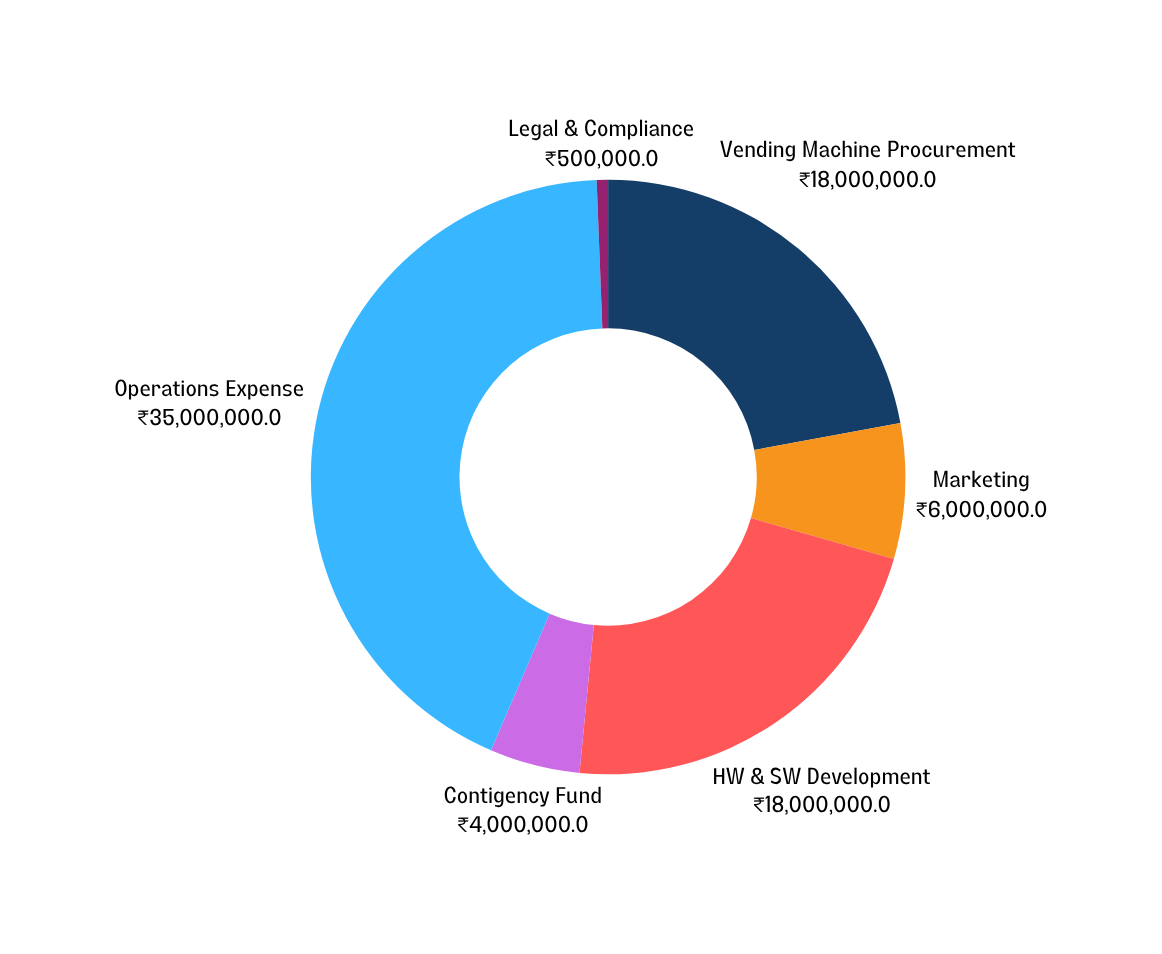 Legal & Compliance
₹500,000.0
Vending Machine Procurement
₹18,000,000.0
Operations Expense
₹35,000,000.0
Marketing
₹6,000,000.0
HW & SW Development
₹18,000,000.0
Contigency Fund
₹4,000,000.0